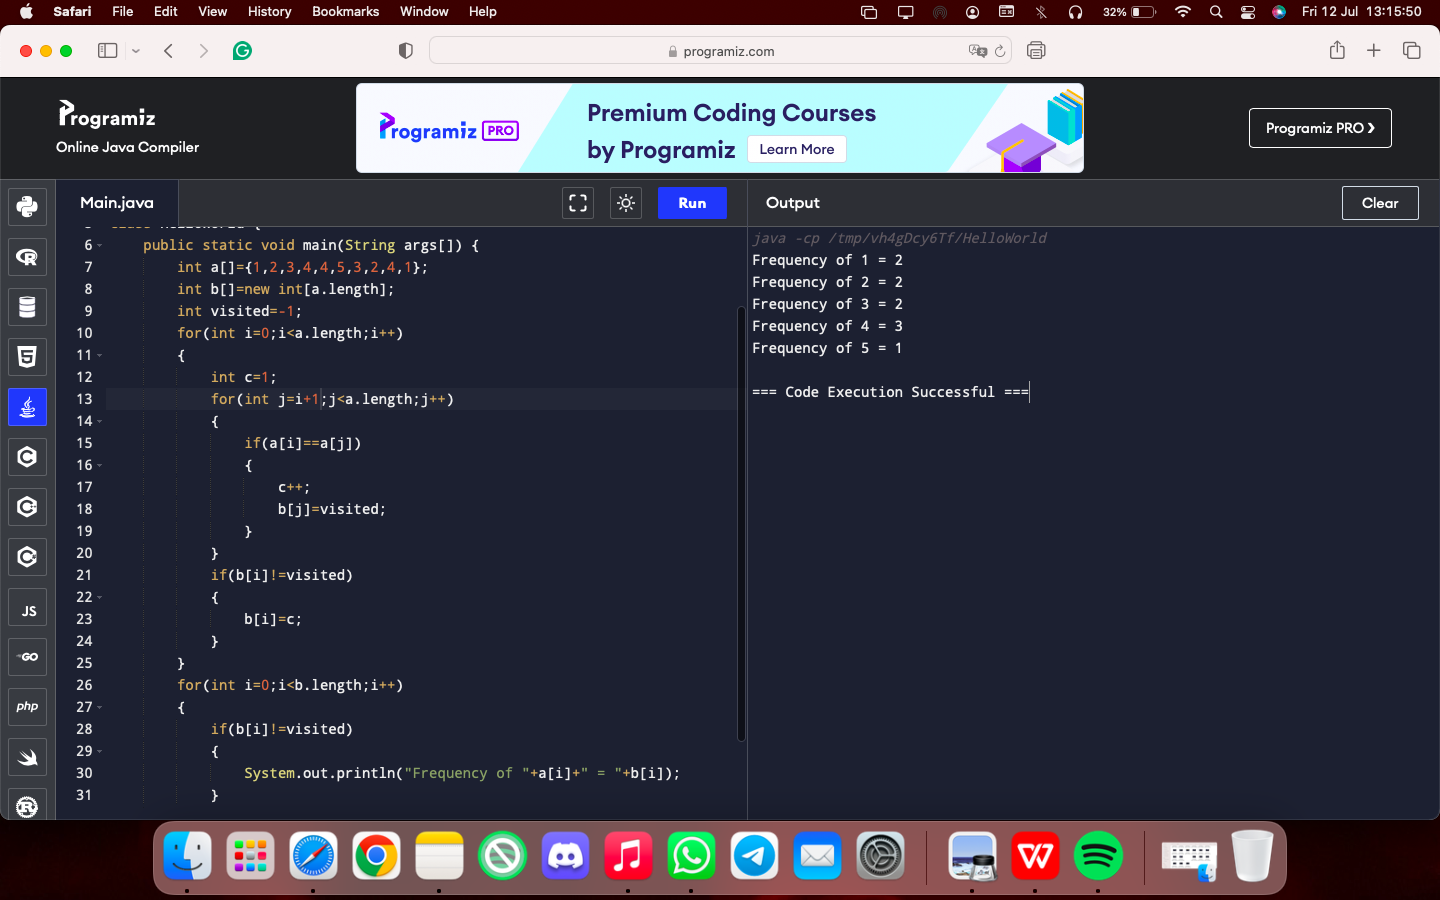 Safari File Edit View History Bookmarks Window Help 32% Fri 12 Jul 13:15:50
programiz.com
Programiz
Online Java Compiler
Programiz PRO
Premium Coding Courses
by Programiz Learn More
Programiz PRO ›
Main.java
Run
Output
Clear
6 public static void main(String args[]) {
7 int a[]={1,2,3,4,4,5,3,2,4,1};
8 int b[]=new int[a.length];
9 int visited=-1;
10 for(int i=0;i<a.length;i++)
11 {
12 int c=1;
13 for(int j=i+1;j<a.length;j++)
14 {
15 if(a[i]==a[j])
16 {
17 c++;
18 b[j]=visited;
19 }
20 }
21 if(b[i]!=visited)
22 {
23 b[i]=c;
24 }
25 }
26 for(int i=0;i<b.length;i++)
27 {
28 if(b[i]!=visited)
29 {
30 System.out.println("Frequency of "+a[i]+" = "+b[i]);
31 }
java -cp /tmp/vh4gDcy6Tf/HelloWorld
Frequency of 1 = 2
Frequency of 2 = 2
Frequency of 3 = 2
Frequency of 4 = 3
Frequency of 5 = 1
=== Code Execution Successful ===
R
5
C
C
C
JS
GO
php